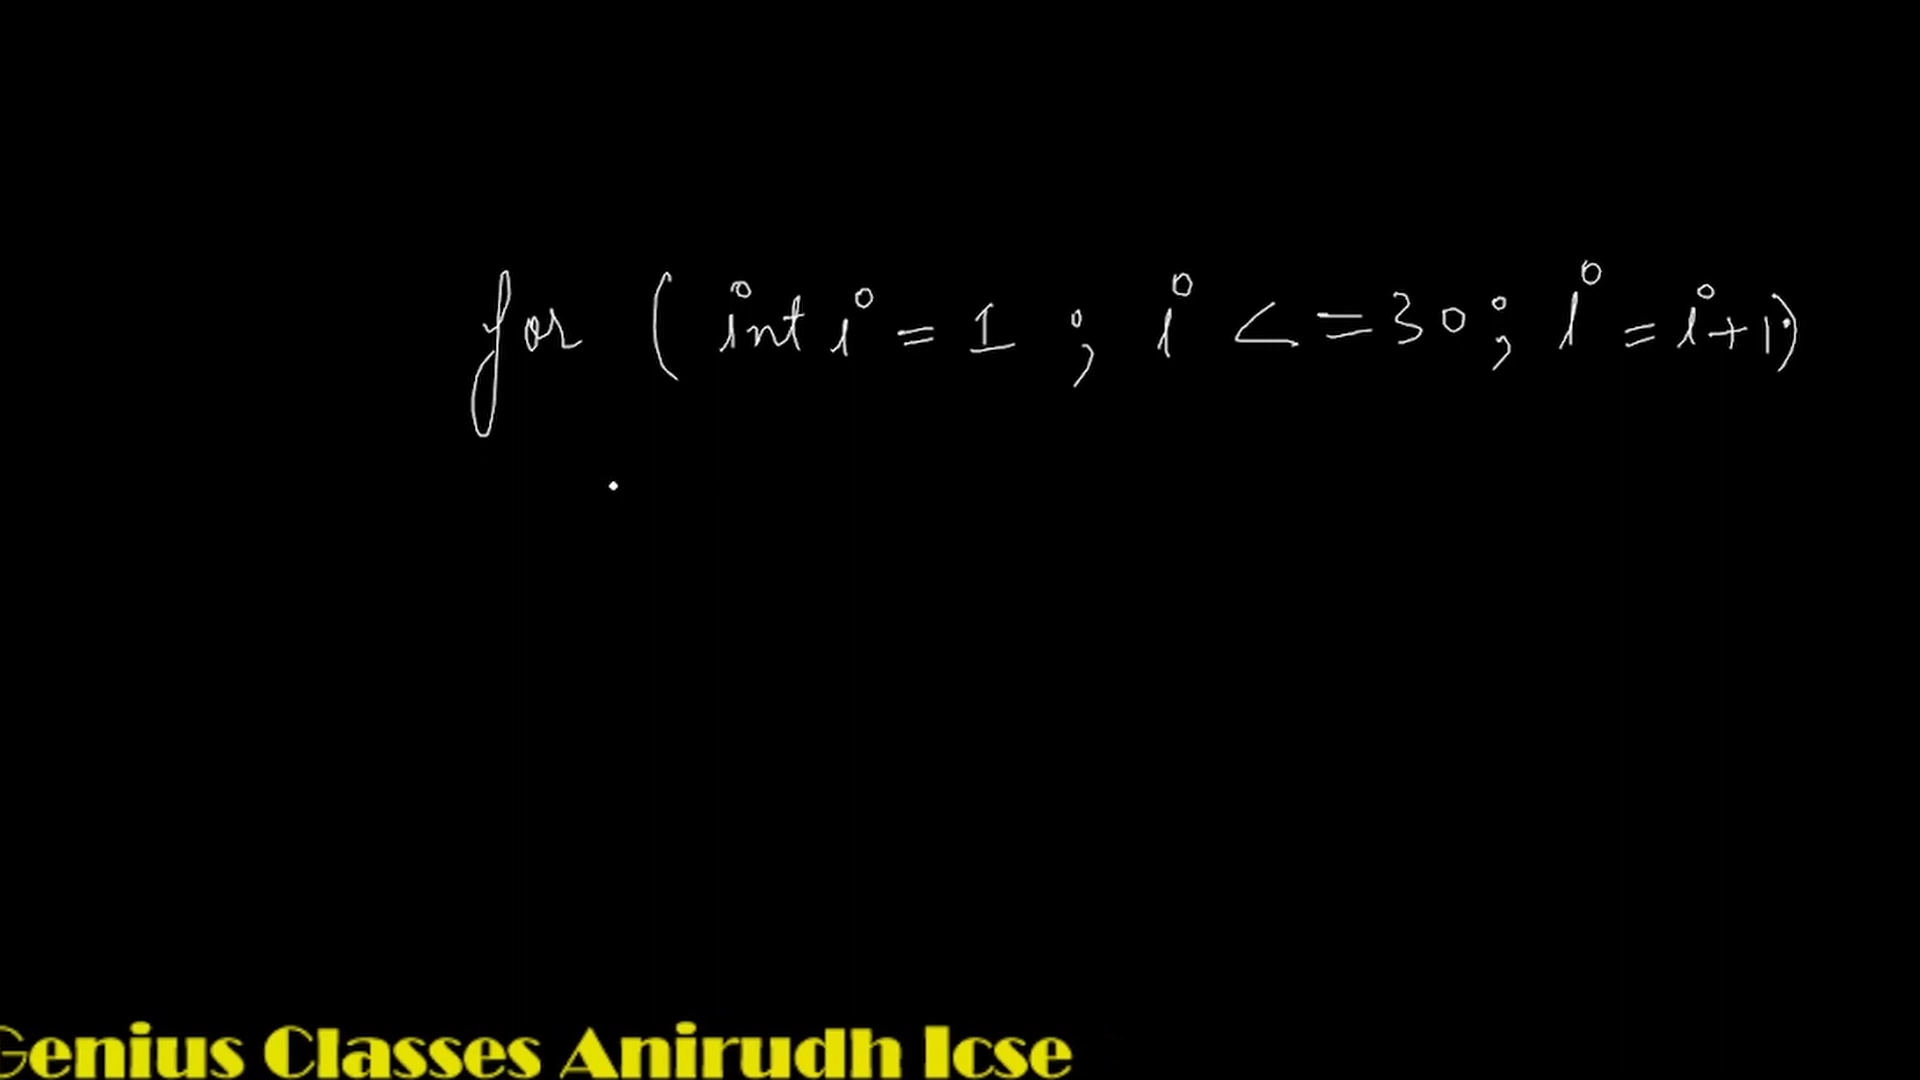 for ( int i = 1 ; i <= 30 ; i = i+1)
Genius Classes Anirudh Icse